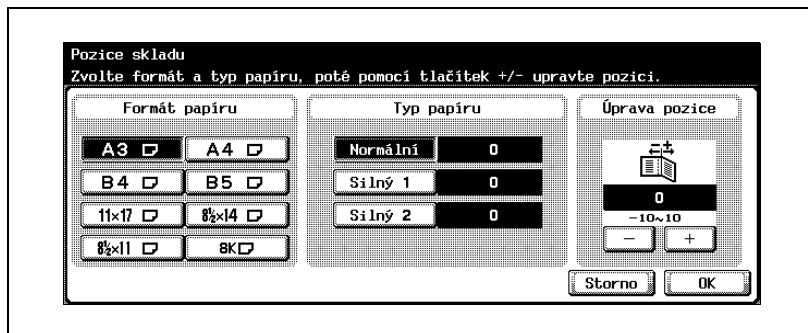 Pozice skladu
Zvolte formát a typ papíru, poté pomocí tlačítek +/- upravte pozici.
Formát papíru
Typ papíru
Úprava pozice
A3
A4
Normální
0
B4
B5
Silný 1
0
0
11×17
8½×14
Silný 2
0
-10~10
8½×11
8K
−
+
Storno
OK